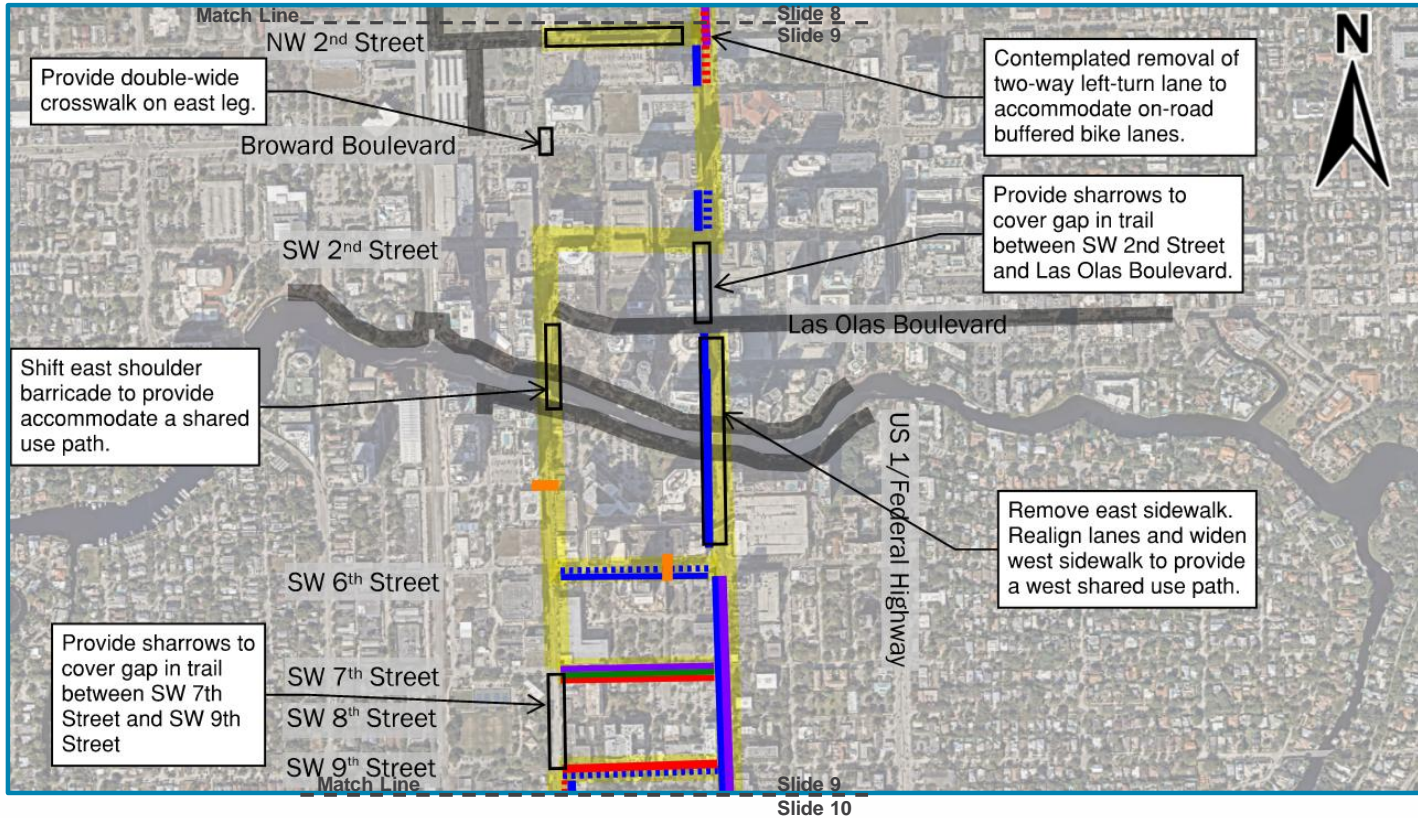 Match Line
Slide 8
Slide 9
NW 2nd Street
N
Provide double-wide
crosswalk on east leg.
Contemplated removal of
two-way left-turn lane to
accommodate on-road
buffered bike lanes.
Broward Boulevard
Provide sharrows to
cover gap in trail
between SW 2nd Street
and Las Olas Boulevard.
SW 2nd Street
Las Olas Boulevard
Shift east shoulder
barricade to provide
accommodate a shared
use path.
US 1/Federal Highway
Remove east sidewalk.
Realign lanes and widen
west sidewalk to provide
a west shared use path.
SW 6th Street
Provide sharrows to
cover gap in trail
between SW 7th
Street and SW 9th
Street
SW 7th Street
SW 8th Street
SW 9th Street
Match Line
Slide 9
Slide 10